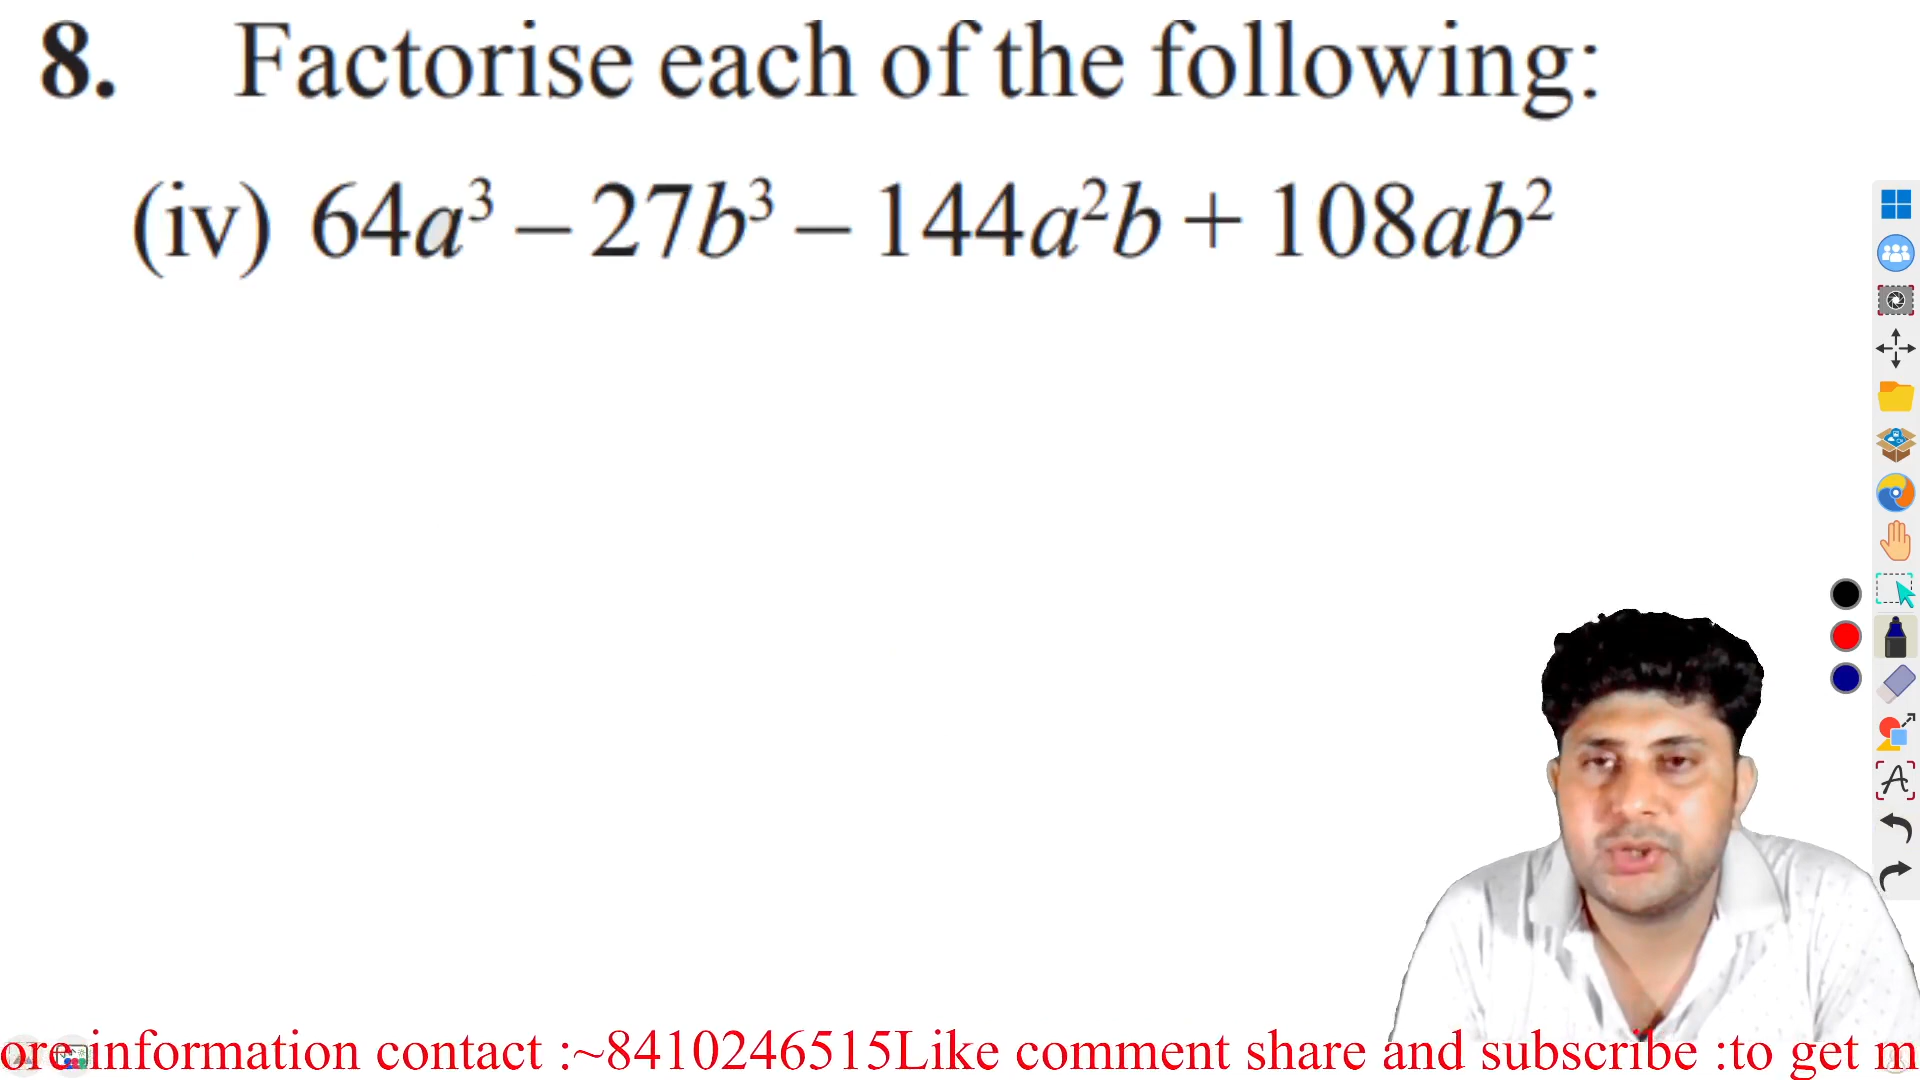 8. Factorise each of the following:
(iv) 64a³ – 27b³ – 144a²b + 108ab²
ore information contact :~8410246515Like comment share and subscribe :to get m